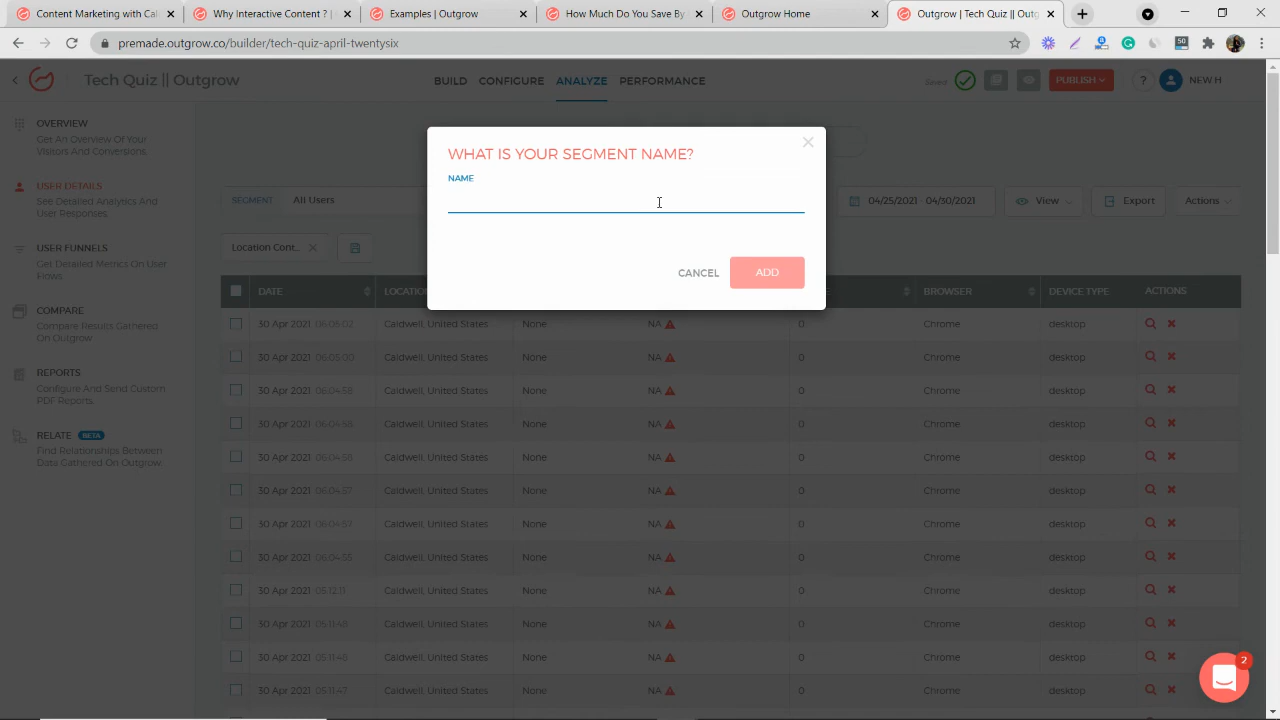 Content Marketing with Cal
Why Interactive Content ? |
Examples | Outgrow
How Much Do You Save By
Outgrow Home
Outgrow | Tech Quiz || Outg
premade.outgrow.co/builder/tech-quiz-april-twentysix
Tech Quiz || Outgrow
BUILD
CONFIGURE
ANALYZE
PERFORMANCE
Saved
PUBLISH
?
NEW H
OVERVIEW
Get An Overview Of Your
Visitors And Conversions.
USER DETAILS
See Detailed Analytics And
User Responses.
USER FUNNELS
Get Detailed Metrics On User
Flows.
COMPARE
Compare Results Gathered
On Outgrow
REPORTS
Configure And Send Custom
PDF Reports.
RELATE BETA
Find Relationships Between
Data Gathered On Outgrow.
WHAT IS YOUR SEGMENT NAME?
NAME
CANCEL
ADD
SEGMENT All Users
04/25/2021 - 04/30/2021
View
Export
Actions
Location Cont...
DATE LOCATION BROWSER DEVICE TYPE ACTIONS
30 Apr 2021 06:05:02 Caldwell, United States None NA 0 Chrome desktop
30 Apr 2021 06:05:00 Caldwell, United States None NA 0 Chrome desktop
30 Apr 2021 06:04:58 Caldwell, United States None NA 0 Chrome desktop
30 Apr 2021 06:04:58 Caldwell, United States None NA 0 Chrome desktop
30 Apr 2021 06:04:58 Caldwell, United States None NA 0 Chrome desktop
30 Apr 2021 06:04:57 Caldwell, United States None NA 0 Chrome desktop
30 Apr 2021 06:04:57 Caldwell, United States None NA 0 Chrome desktop
30 Apr 2021 06:04:55 Caldwell, United States None NA 0 Chrome desktop
30 Apr 2021 05:12:11 Caldwell, United States None NA 0 Chrome desktop
30 Apr 2021 05:11:48 Caldwell, United States None NA 0 Chrome desktop
30 Apr 2021 05:11:48 Caldwell, United States None NA 0 Chrome desktop
30 Apr 2021 05:11:47 Caldwell, United States None NA 0 Chrome desktop
2